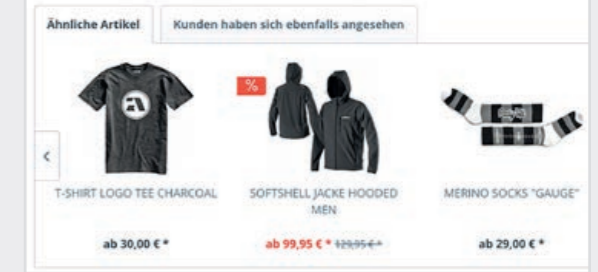 Ähnliche Artikel
Kunden haben sich ebenfalls angesehen
%
T-SHIRT LOGO TEE CHARCOAL
ab 30,00 € *
SOFTSHELL JACKE HOODED
MEN
ab 99,95 € * 129,95 € *
MERINO SOCKS "GAUGE"
ab 29,00 € *